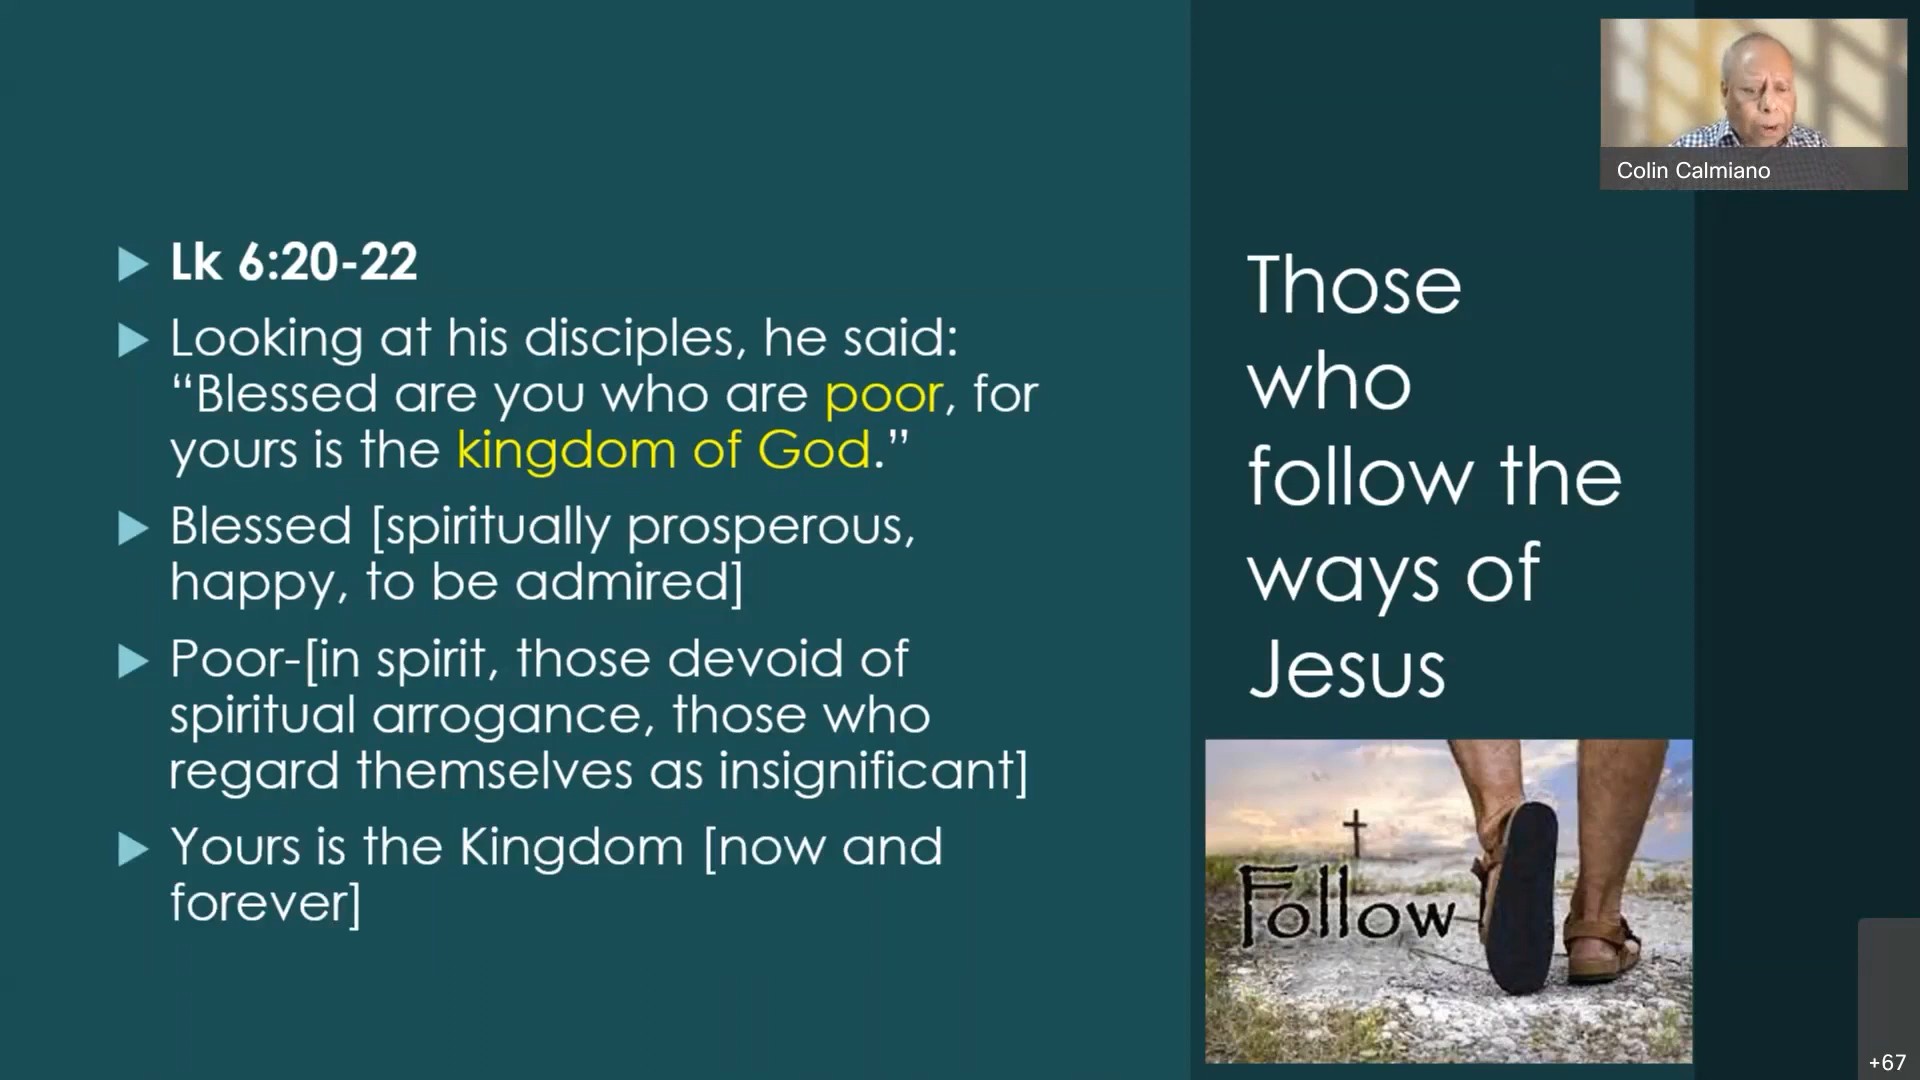 Lk 6:20-22
Looking at his disciples, he said:
“Blessed are you who are poor, for
yours is the kingdom of God.”
Blessed [spiritually prosperous,
happy, to be admired]
Poor-[in spirit, those devoid of
spiritual arrogance, those who
regard themselves as insignificant]
Yours is the Kingdom [now and
forever]
Those
who
follow the
ways of
Jesus
Follow
Colin Calmiano
+67